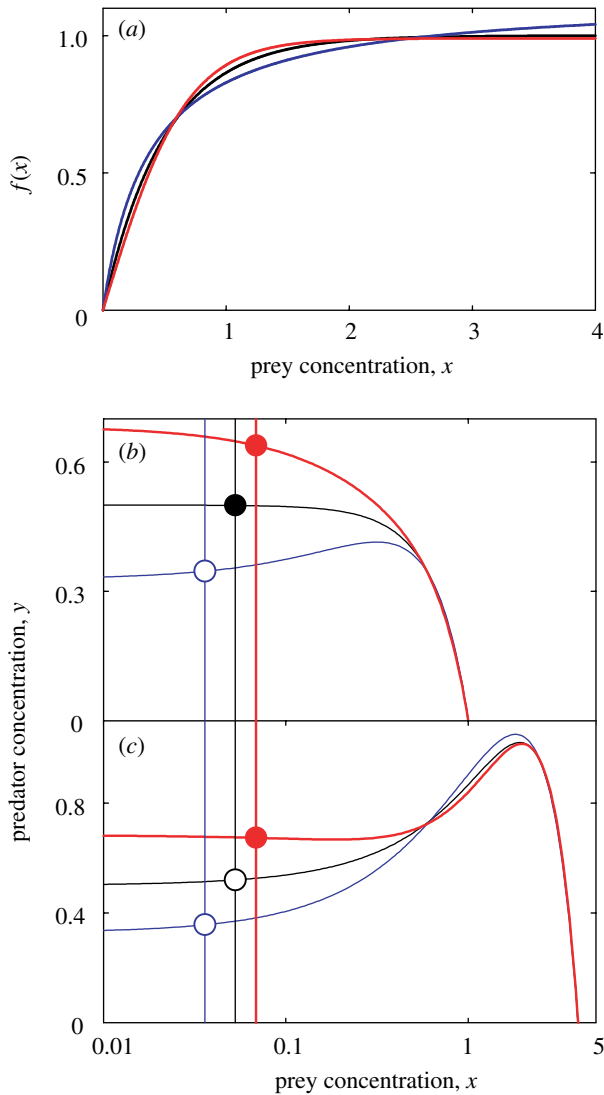 (a)
1.0
0.5
0
f(x)
1
2
3
4
prey concentration, x
(b)
0.6
0.3
0
(c)
0.8
0.4
0
predator concentration, y
0.01
0.1
1
5
prey concentration, x